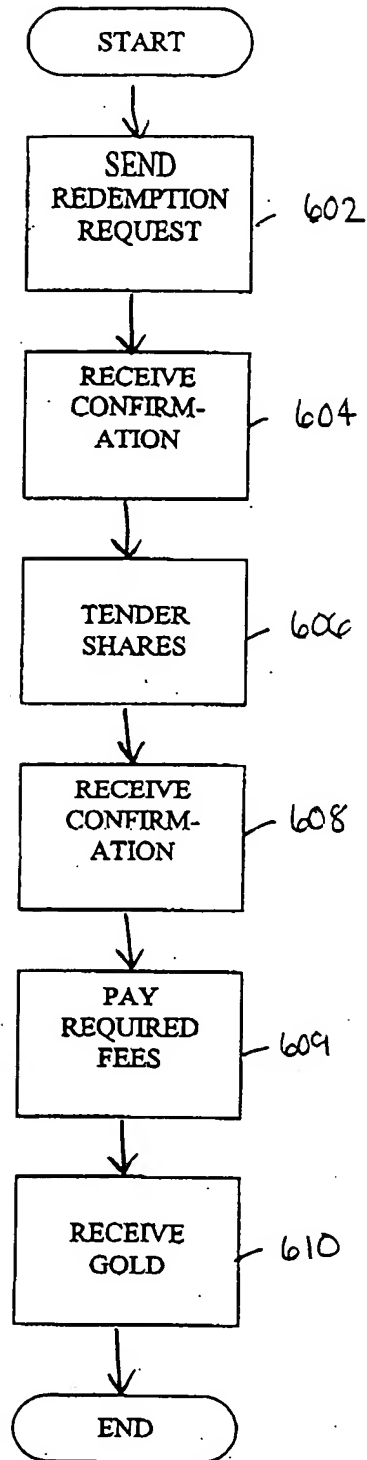 START
SEND
REDEMPTION
REQUEST
602
RECEIVE
CONFIRM-
ATION
604
TENDER
SHARES
606
RECEIVE
CONFIRM-
ATION
608
PAY
REQUIRED
FEES
609
RECEIVE
GOLD
610
END